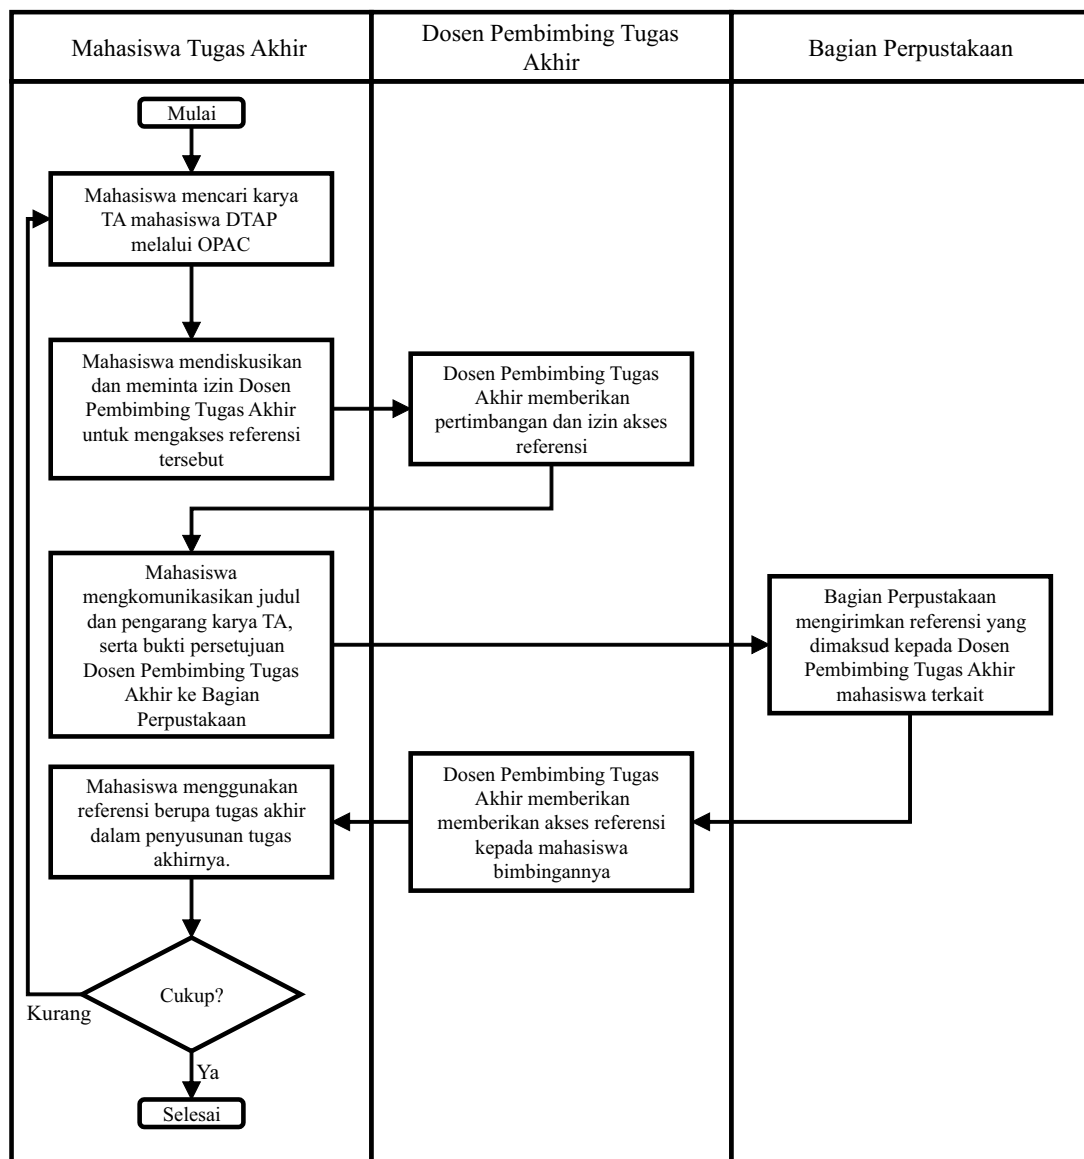 Mahasiswa Tugas Akhir
Dosen Pembimbing Tugas
Akhir
Bagian Perpustakaan
Mulai
Mahasiswa mencari karya
TA mahasiswa DTAP
melalui OPAC
Mahasiswa mendiskusikan
dan meminta izin Dosen
Pembimbing Tugas Akhir
untuk mengakses referensi
tersebut
Dosen Pembimbing Tugas
Akhir memberikan
pertimbangan dan izin akses
referensi
Mahasiswa
mengkomunikasikan judul
dan pengarang karya TA,
serta bukti persetujuan
Dosen Pembimbing Tugas
Akhir ke Bagian
Perpustakaan
Bagian Perpustakaan
mengirimkan referensi yang
dimaksud kepada Dosen
Pembimbing Tugas Akhir
mahasiswa terkait
Dosen Pembimbing Tugas
Akhir memberikan
memberikan akses referensi
kepada mahasiswa
bimbingannya
Mahasiswa menggunakan
referensi berupa tugas akhir
dalam penyusunan tugas
akhirnya.
Cukup?
Kurang
Ya
Selesai